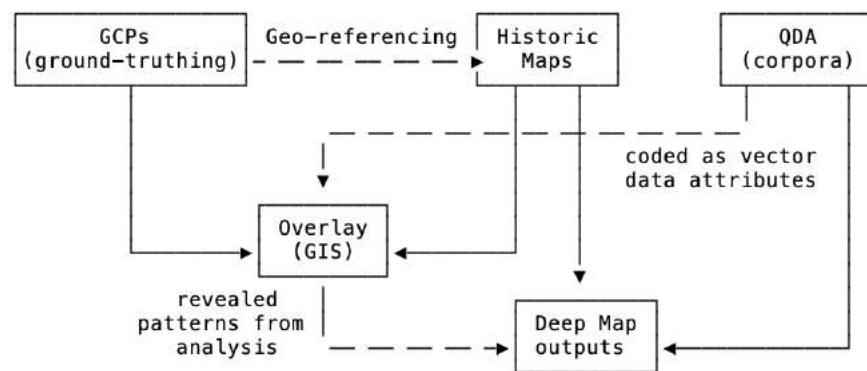 GCPs
(ground-truthing)
Geo-referencing
Historic
Maps
QDA
(corpora)
coded as vector
data attributes
Overlay
(GIS)
revealed
patterns from
analysis
Deep Map
outputs